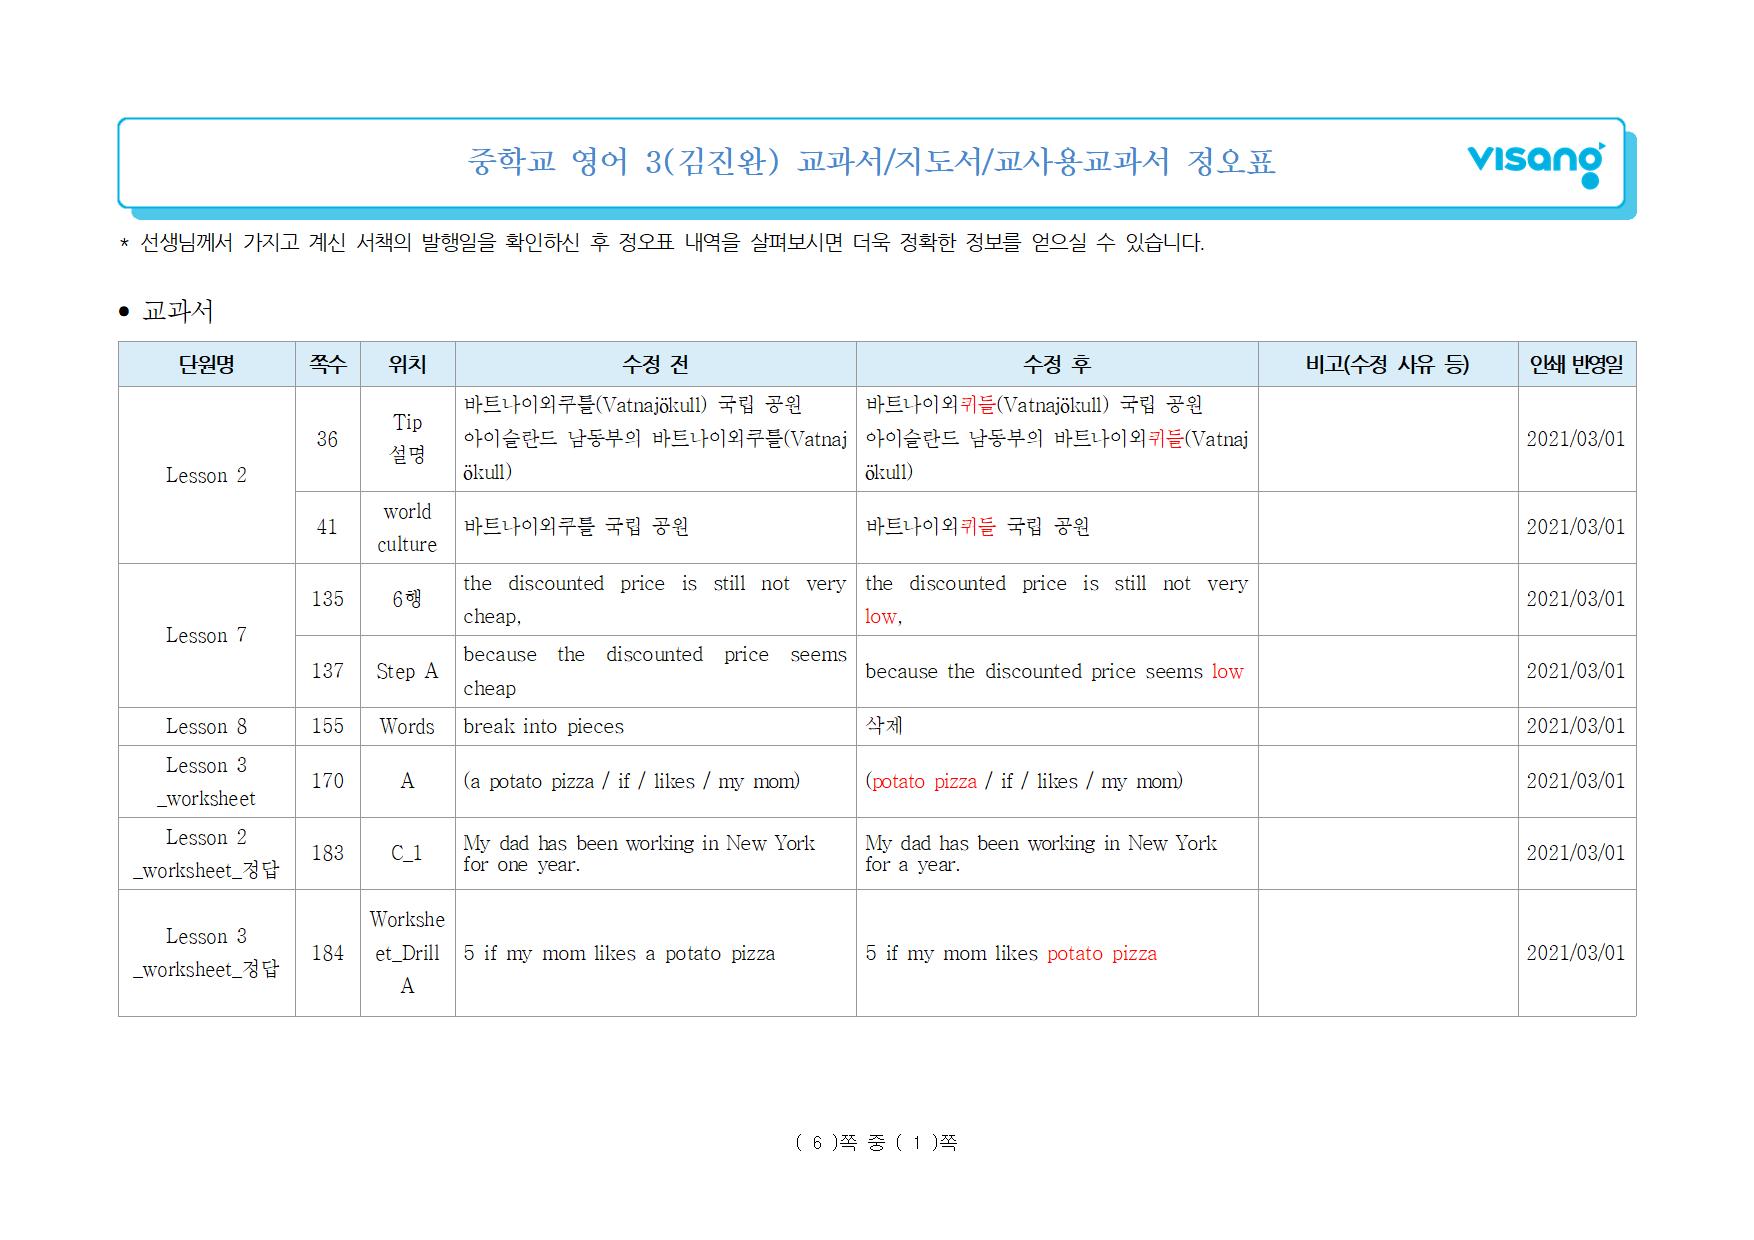 중학교 영어 3(김진완) 교과서/지도서/교사용교과서 정오표
visang
* 선생님께서 가지고 계신 서책의 발행일을 확인하신 후 정오표 내역을 살펴보시면 더욱 정확한 정보를 얻으실 수 있습니다.
• 교과서
단원명 쪽수 위치 수정 전 수정 후 비고(수정 사유 등) 인쇄 반영일
Lesson 2
36
Tip
설명
바트나이외쿠틀(Vatnajökull) 국립 공원
아이슬란드 남동부의 바트나이외쿠틀(Vatnaj
ökull)
바트나이외퀴들(Vatnajökull) 국립 공원
아이슬란드 남동부의 바트나이외퀴들(Vatnaj
ökull)
2021/03/01
41
world
culture
바트나이외쿠틀 국립 공원
바트나이외퀴들 국립 공원
2021/03/01
Lesson 7
135
6행
the discounted price is still not very
cheap,
the discounted price is still not very
low,
2021/03/01
137
Step A
because the discounted price seems
cheap
because the discounted price seems low
2021/03/01
Lesson 8
155
Words
break into pieces
삭제
2021/03/01
Lesson 3
_worksheet
170
A
(a potato pizza / if / likes / my mom)
(potato pizza / if / likes / my mom)
2021/03/01
Lesson 2
_worksheet_정답
183
C_1
My dad has been working in New York
for one year.
My dad has been working in New York
for a year.
2021/03/01
Lesson 3
_worksheet_정답
184
Workshe
et_Drill
A
5 if my mom likes a potato pizza
5 if my mom likes potato pizza
2021/03/01
( 6 )쪽 중 ( 1 )쪽